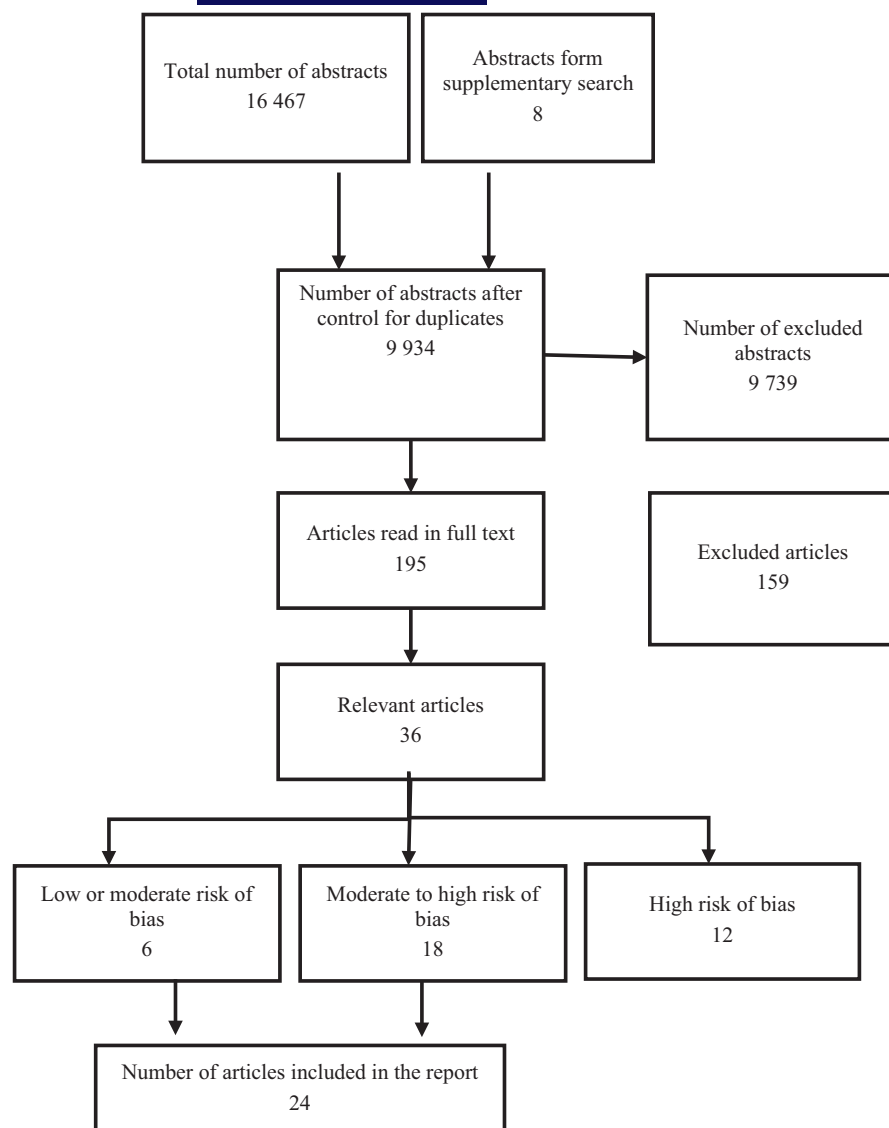 Total number of abstracts
16 467
Abstracts form
supplementary search
8
Number of abstracts after
control for duplicates
9 934
Number of excluded
abstracts
9 739
Articles read in full text
195
Excluded articles
159
Relevant articles
36
Low or moderate risk of
bias
6
Moderate to high risk of
bias
18
High risk of bias
12
Number of articles included in the report
24